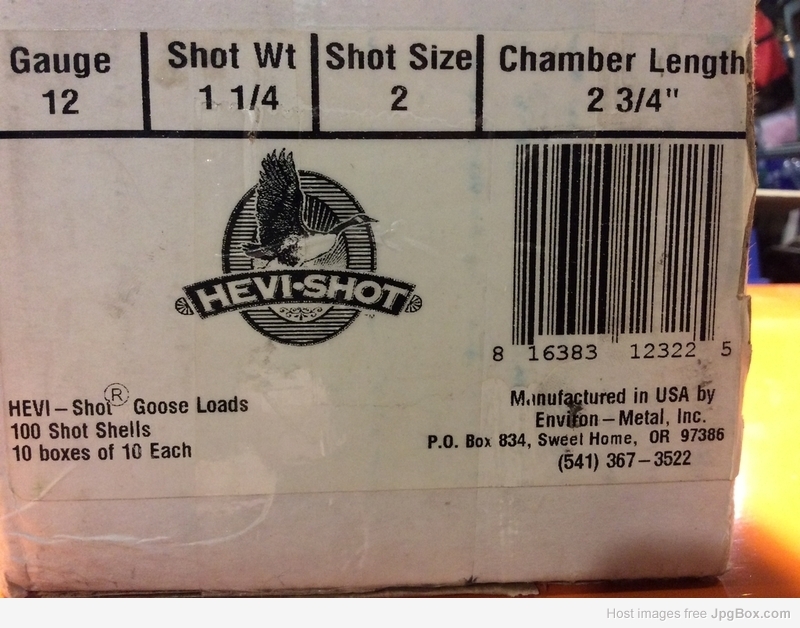 Gauge
12
Shot Wt
1 1/4
Shot Size
2
Chamber Length
2 3/4"
HEVI•SHOT
8 16383 12322 5
HEVI-Shot® Goose Loads
100 Shot Shells
10 boxes of 10 Each
Manufactured in USA by
Environ-Metal, Inc.
P.O. Box 834, Sweet Home, OR 97386
(541) 367-3522
Host images free JpgBox.com